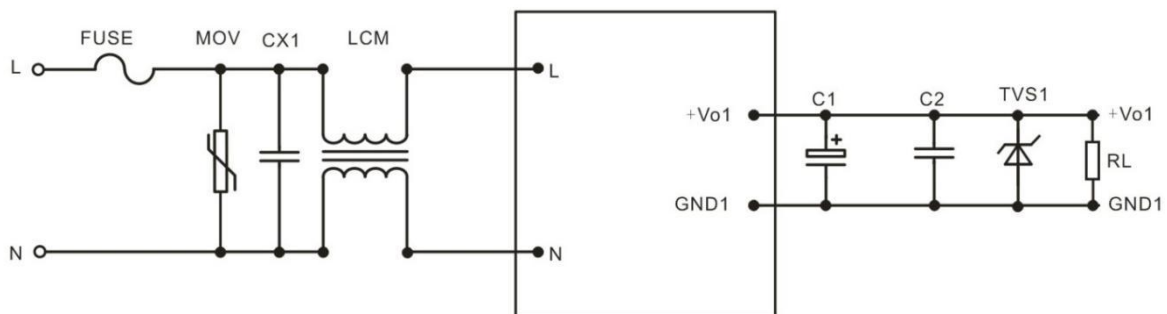 FUSE MOV CX1 LCM
L L
+Vo1 C1 C2 TVS1 +Vo1
+
RL
GND1 GND1
N N